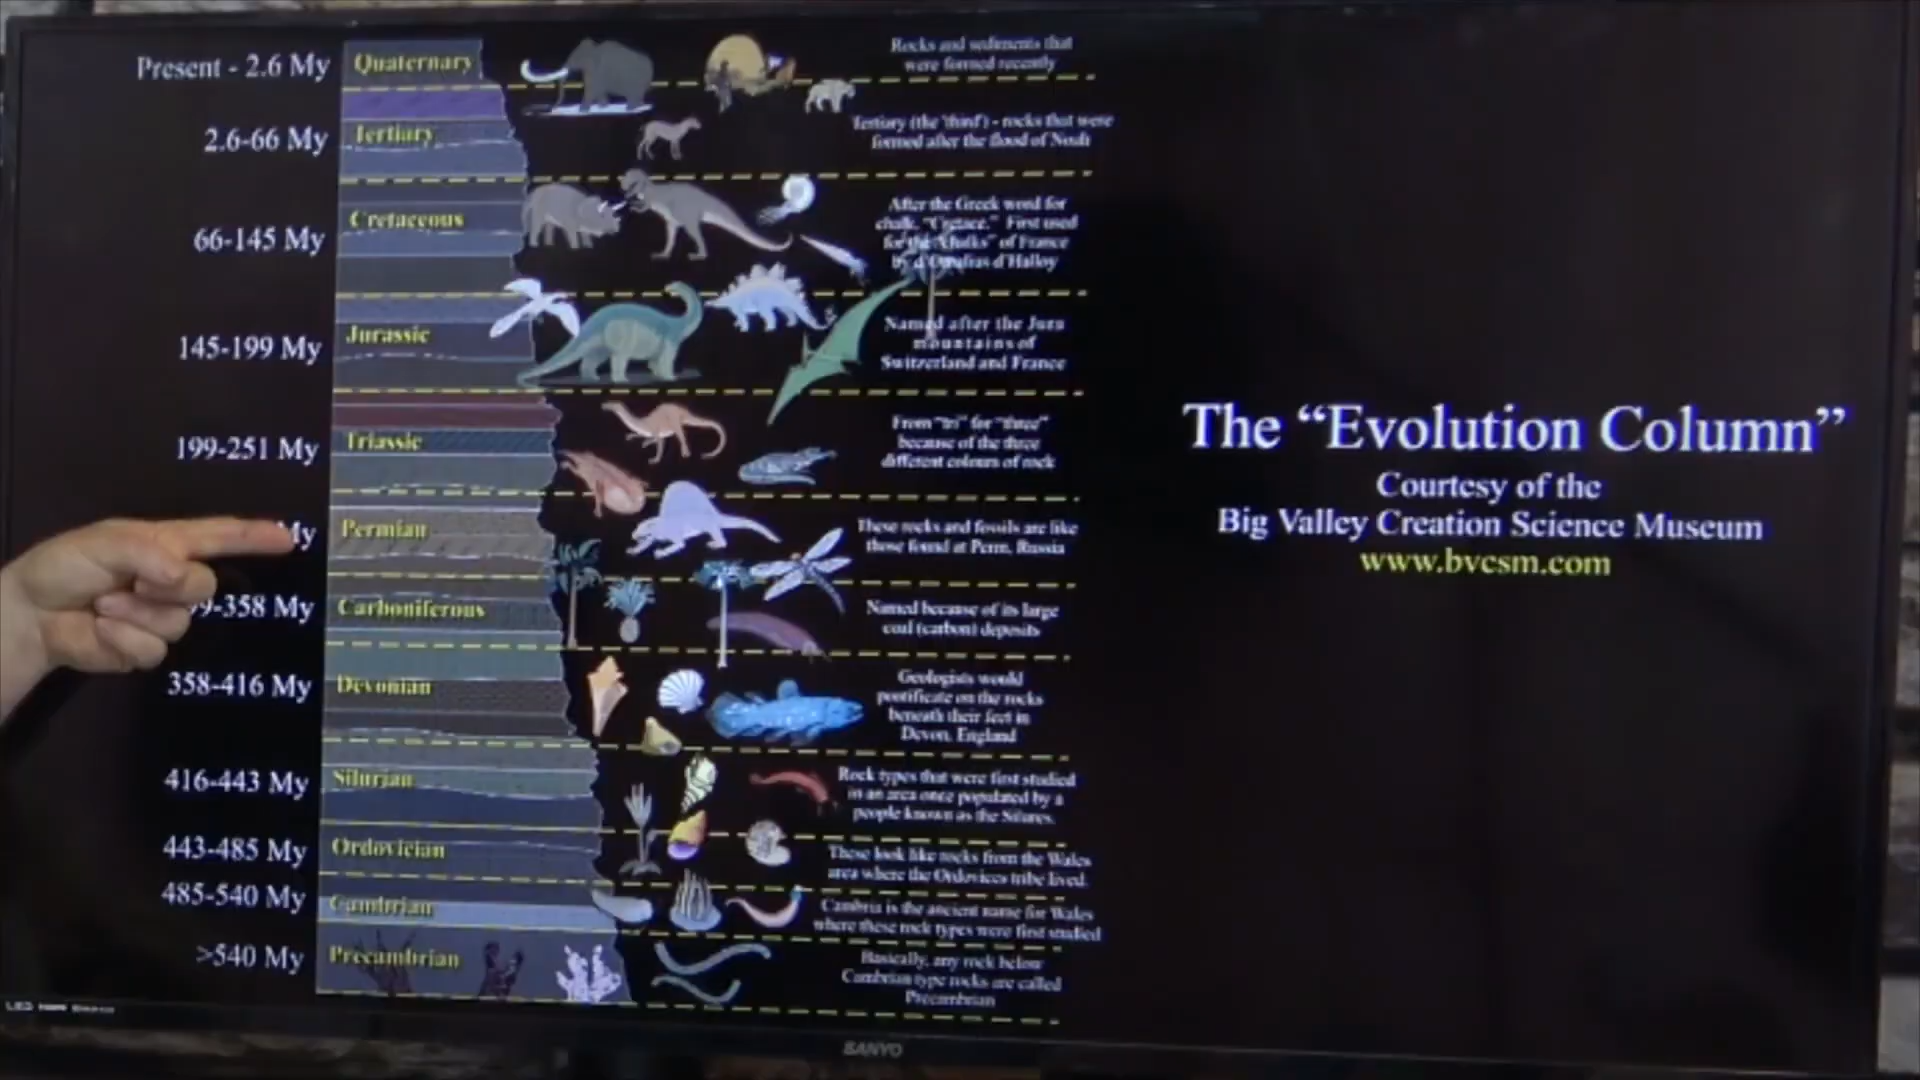 Present - 2.6 My
Quaternary
Rocks and sediments that
were formed recently
2.6-66 My
Tertiary
Tertiary (the 'third') - rocks that were
formed after the flood of Noah
66-145 My
Cretaceous
After the Greek word for
chalk, "Cretace." First used
for the "chalks" of France
by d'Omalius d'Halloy
145-199 My
Jurassic
Named after the Jura
mountains of
Switzerland and France
199-251 My
Triassic
From "tri" for "three"
because of the three
different colours of rock
My
Permian
These rocks and fossils are like
those found at Perm, Russia
9-358 My
Carboniferous
Named because of its large
coal (carbon) deposits
358-416 My
Devonian
Geologists would
pontificate on the rocks
beneath their feet in
Devon, England
416-443 My
Silurian
Rock types that were first studied
in an area once populated by a
people known as the Silures.
443-485 My
Ordovician
These look like rocks from the Wales
area where the Ordovices tribe lived.
485-540 My
Cambrian
Cambria is the ancient name for Wales
where these rock types were first studied
>540 My
Precambrian
Basically, any rock below
Cambrian type rocks are called
Precambrian
The “Evolution Column”
Courtesy of the
Big Valley Creation Science Museum
www.bvcsm.com
SANYO